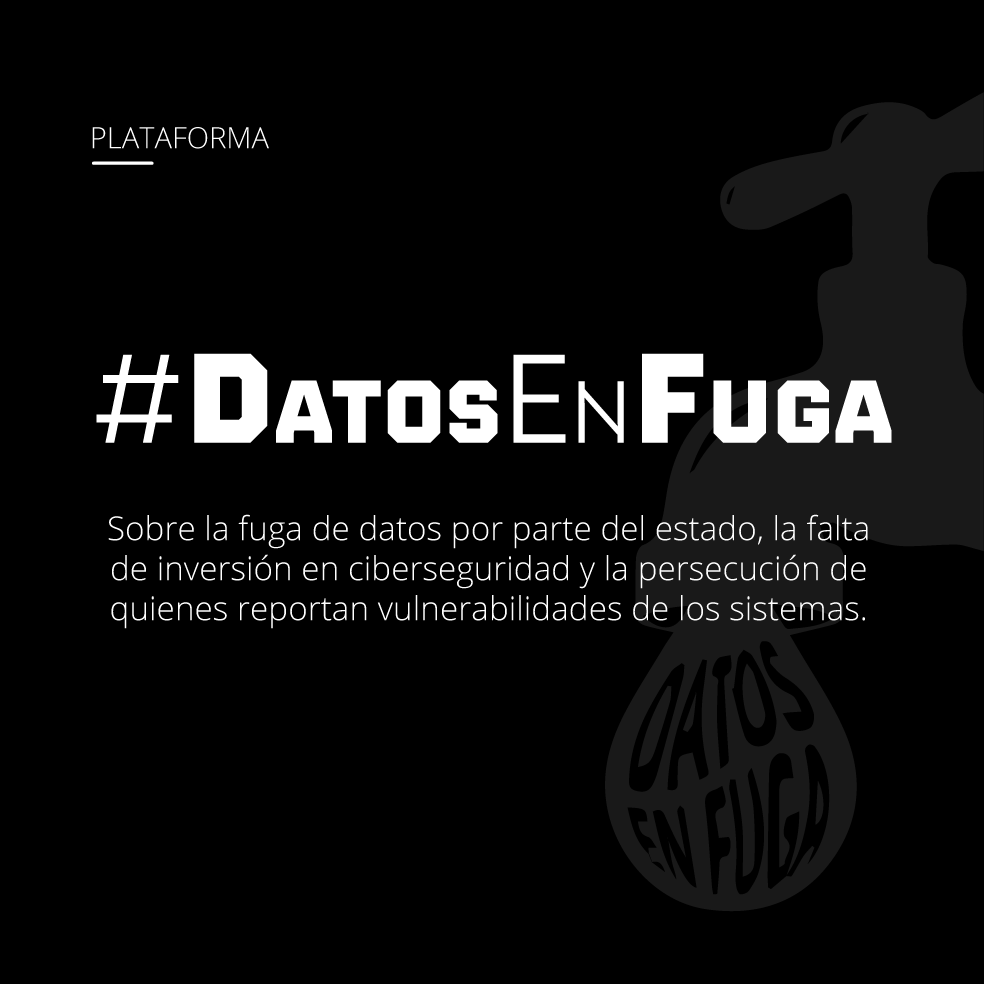 PLATAFORMA
#DATOSENFUGA
Sobre la fuga de datos por parte del estado, la falta
de inversión en ciberseguridad y la persecución de
quienes reportan vulnerabilidades de los sistemas.
DATOS
EN FUGA